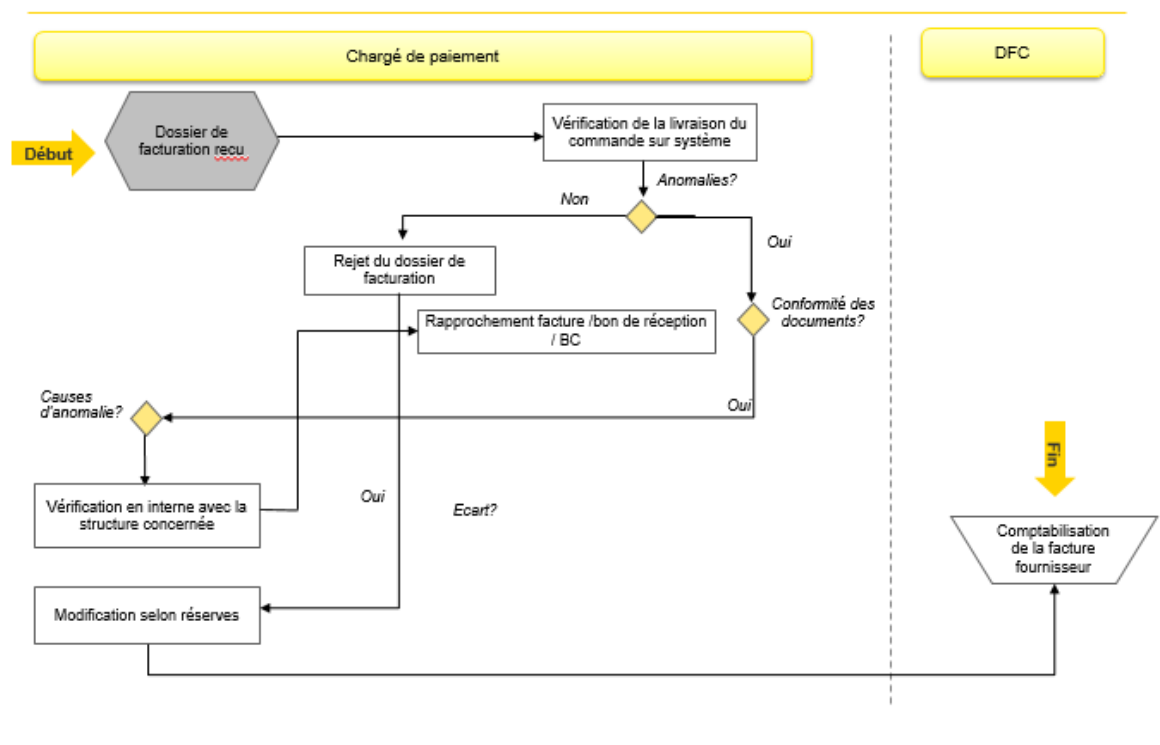 Chargé de paiement
DFC
Début
Dossier de
facturation recu
Vérification de la livraison du
commande sur système
Anomalies?
Non
Oui
Rejet du dossier de
facturation
Conformité des
documents?
Rapprochement facture /bon de réception
/ BC
Causes
d'anomalie?
Oui
Fin
Vérification en interne avec la
structure concernée
Oui
Ecart?
Comptabilisation
de la facture
fournisseur
Modification selon réserves